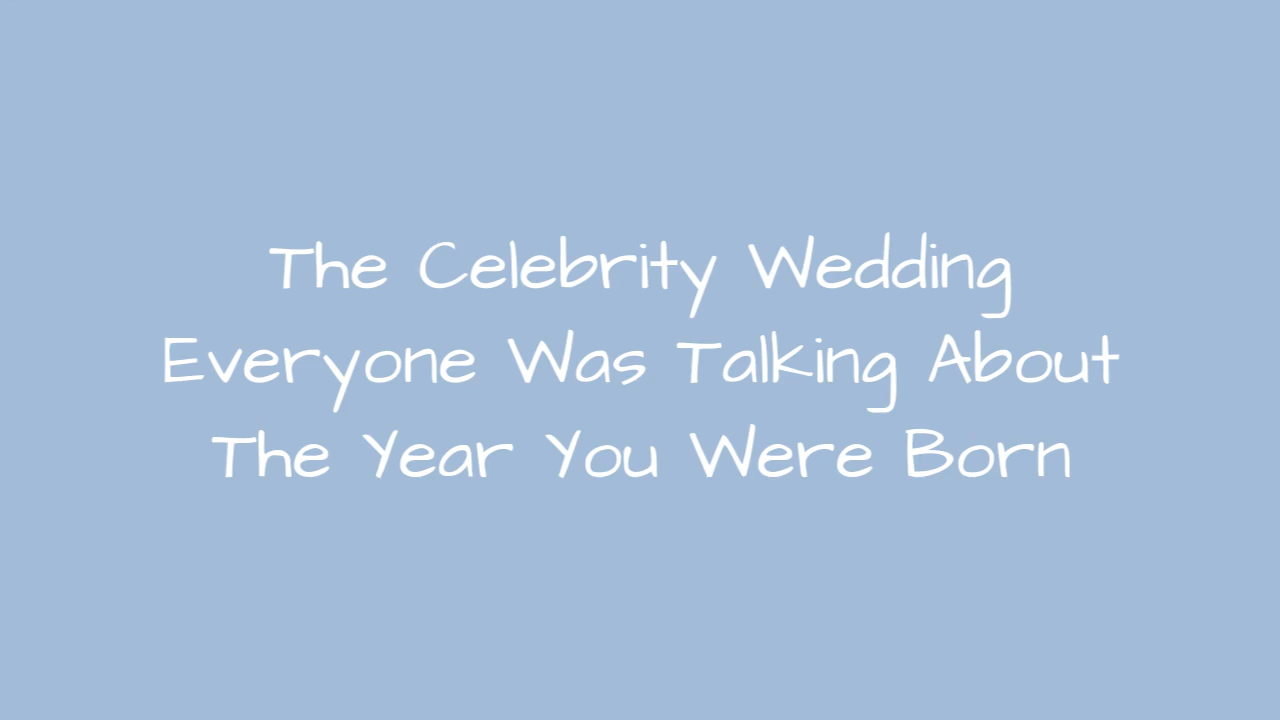 The Celebrity Wedding
Everyone Was Talking About
The Year You Were Born